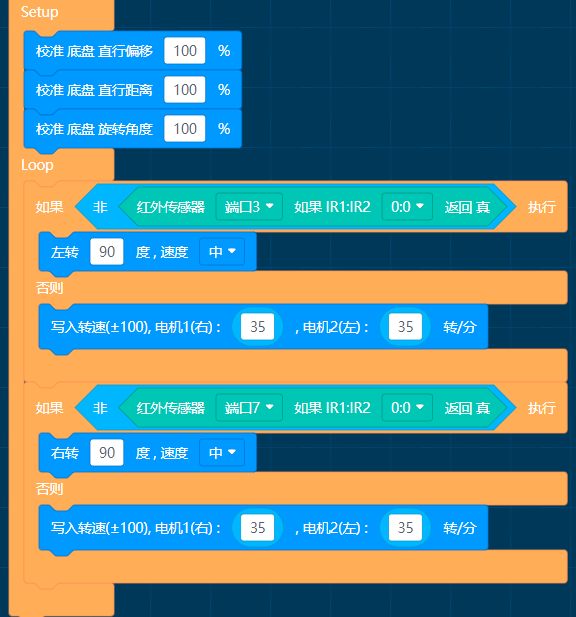 Setup
校准 底盘 直行偏移 100 %
校准 底盘 直行距离 100 %
校准 底盘 旋转角度 100 %
Loop
如果 非 红外传感器 端口3 如果 IR1:IR2 0:0 返回 真 执行
左转 90 度 , 速度 中
否则
写入转速(±100), 电机1(右) : 35 , 电机2(左) : 35 转/分
如果 非 红外传感器 端口7 如果 IR1:IR2 0:0 返回 真 执行
右转 90 度 , 速度 中
否则
写入转速(±100), 电机1(右) : 35 , 电机2(左) : 35 转/分